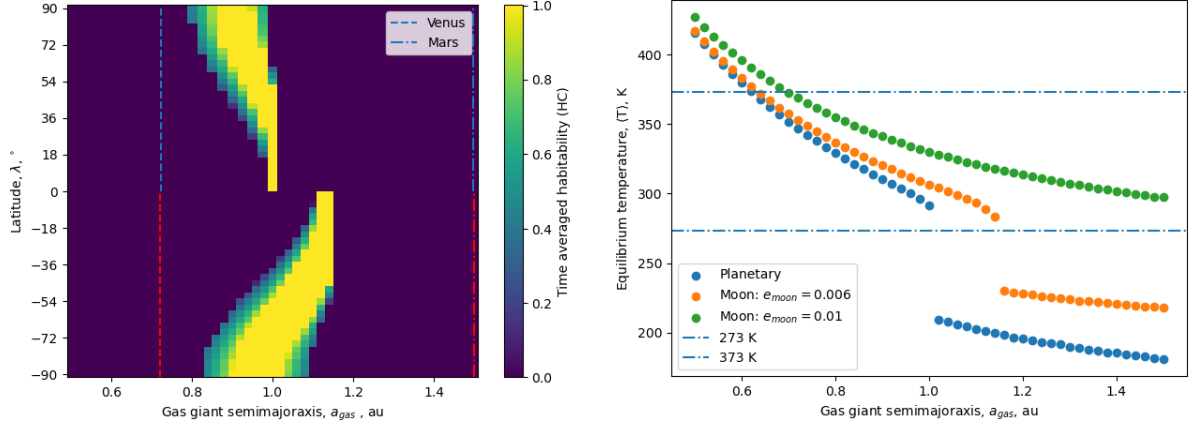 90
72
54
36
18
0
−18
−36
−54
−72
−90
Latitude, λ, °
0.6
0.8
1.0
1.2
1.4
Gas giant semimajoraxis, a_gas , au
Venus
Mars
1.0
0.8
0.6
0.4
0.2
0.0
Time averaged habitability (HC)
400
350
300
250
200
Equilibrium temperature, ⟨T⟩, K
0.6
0.8
1.0
1.2
1.4
Gas giant semimajoraxis, a_gas, au
Planetary
Moon: e_moon = 0.006
Moon: e_moon = 0.01
273 K
373 K